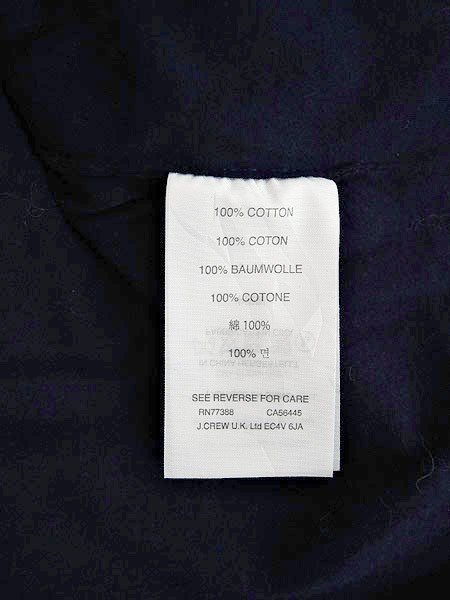 100% COTTON
100% COTON
100% BAUMWOLLE
100% COTONE
綿 100%
100% 면
SEE REVERSE FOR CARE
RN77388 CA56445
J.CREW U.K. Ltd EC4V 6JA